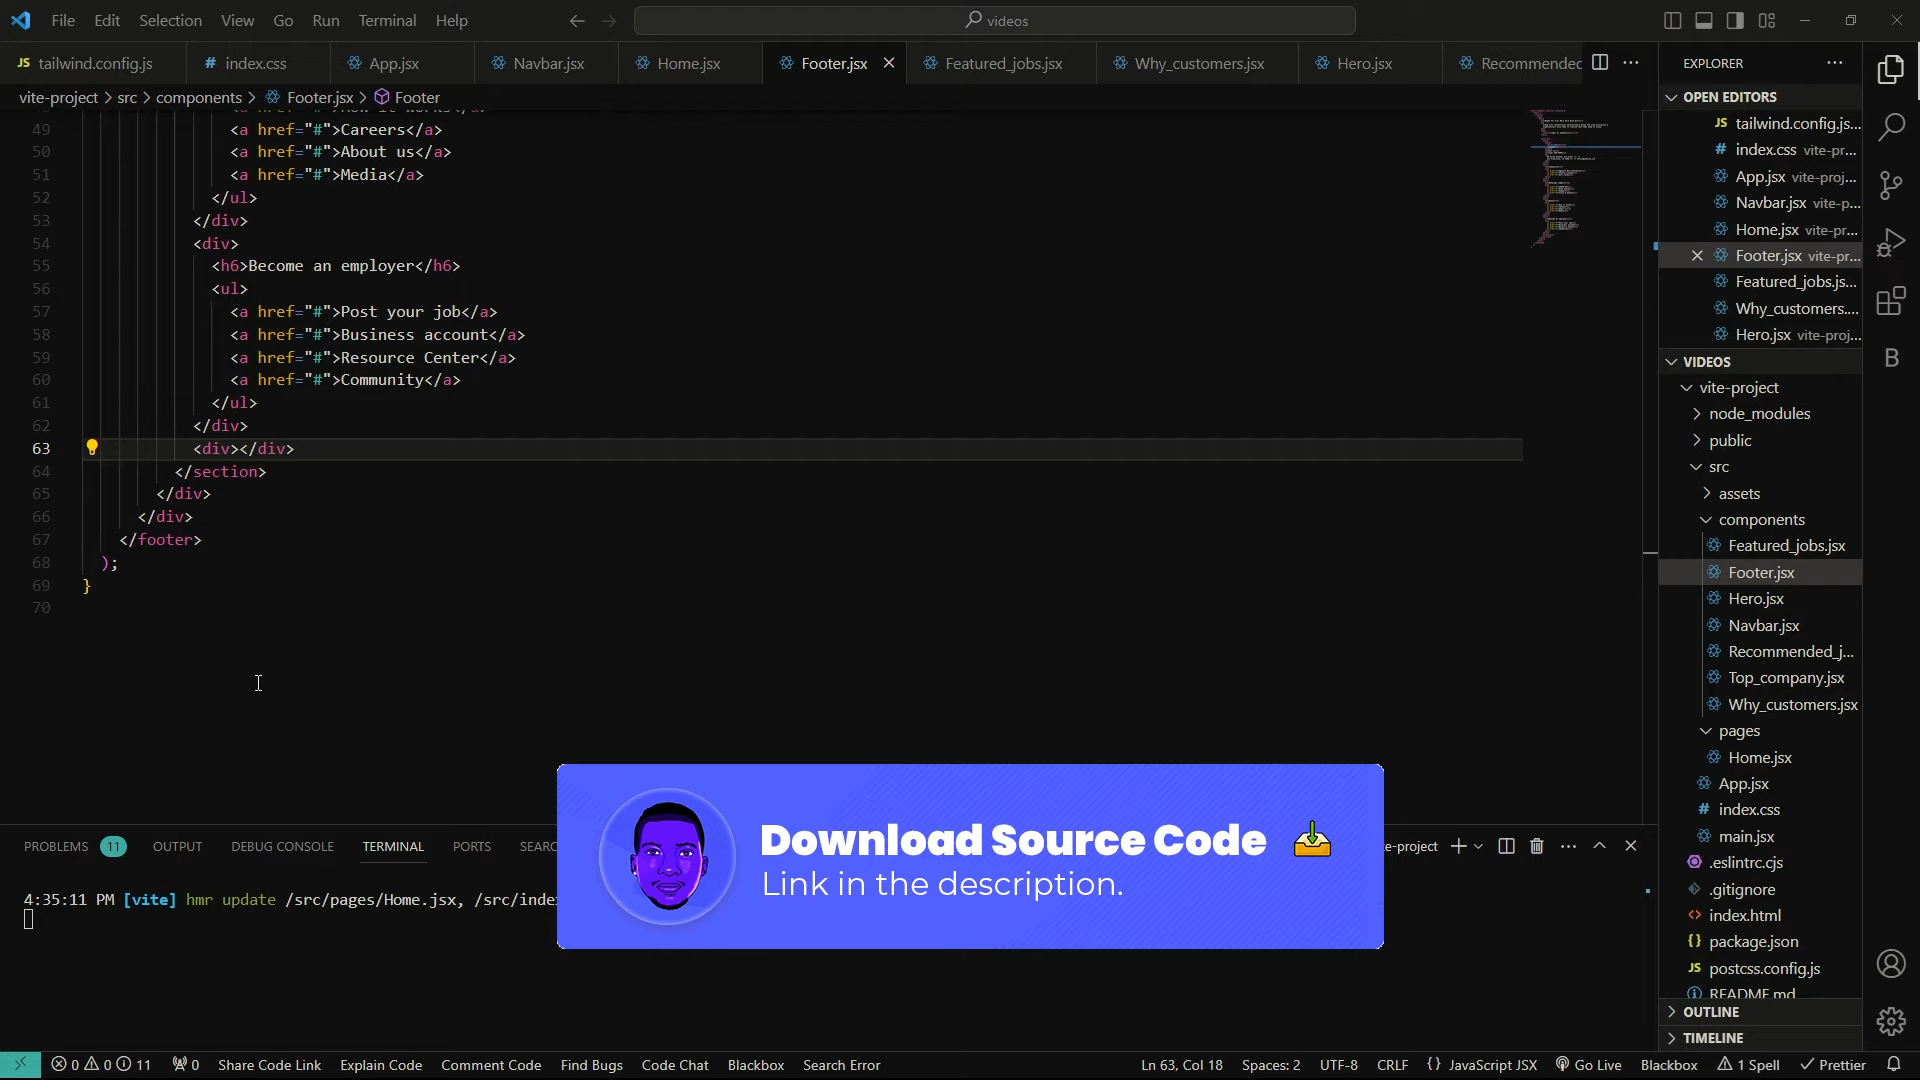 File Edit Selection View Go Run Terminal Help
videos
JS tailwind.config.js
# index.css
App.jsx
Navbar.jsx
Home.jsx
Footer.jsx
Featured_jobs.jsx
Why_customers.jsx
Hero.jsx
Recommended
vite-project > src > components > Footer.jsx > Footer
49 <a href="#">Careers</a>
50 <a href="#">About us</a>
51 <a href="#">Media</a>
52 </ul>
53 </div>
54 <div>
55 <h6>Become an employer</h6>
56 <ul>
57 <a href="#">Post your job</a>
58 <a href="#">Business account</a>
59 <a href="#">Resource Center</a>
60 <a href="#">Community</a>
61 </ul>
62 </div>
63 <div></div>
64 </section>
65 </div>
66 </div>
67 </footer>
68 );
69 }
70
EXPLORER
OPEN EDITORS
JS tailwind.config.js...
# index.css vite-pr...
App.jsx vite-proj...
Navbar.jsx vite-p...
Home.jsx vite-pr...
Footer.jsx vite-pr...
Featured_jobs.js...
Why_customers....
Hero.jsx vite-proj...
VIDEOS
vite-project
node_modules
public
src
assets
components
Featured_jobs.jsx
Footer.jsx
Hero.jsx
Navbar.jsx
Recommended_j...
Top_company.jsx
Why_customers.jsx
pages
Home.jsx
App.jsx
# index.css
main.jsx
.eslintrc.cjs
.gitignore
<> index.html
{} package.json
JS postcss.config.js
README.md
OUTLINE
TIMELINE
B
PROBLEMS 11 OUTPUT DEBUG CONSOLE TERMINAL PORTS SEARC
e-project
4:35:11 PM [vite] hmr update /src/pages/Home.jsx, /src/inde
Download Source Code
Link in the description.
0 0 11 0 Share Code Link Explain Code Comment Code Find Bugs Code Chat Blackbox Search Error
Ln 63, Col 18 Spaces: 2 UTF-8 CRLF {} JavaScript JSX Go Live Blackbox 1 Spell Prettier